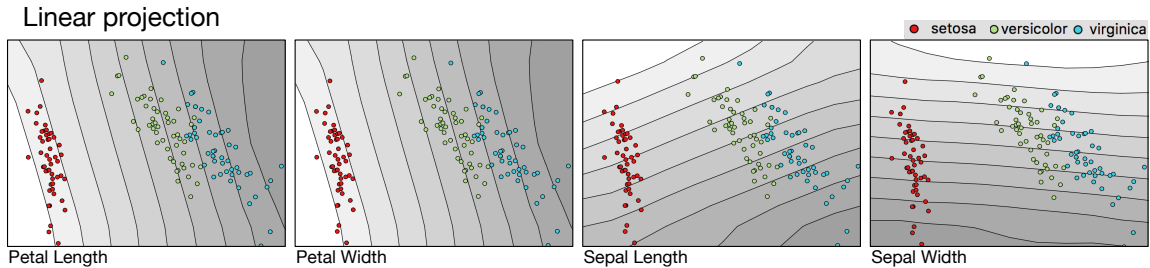 Linear projection
setosa versicolor virginica
Petal Length
Petal Width
Sepal Length
Sepal Width